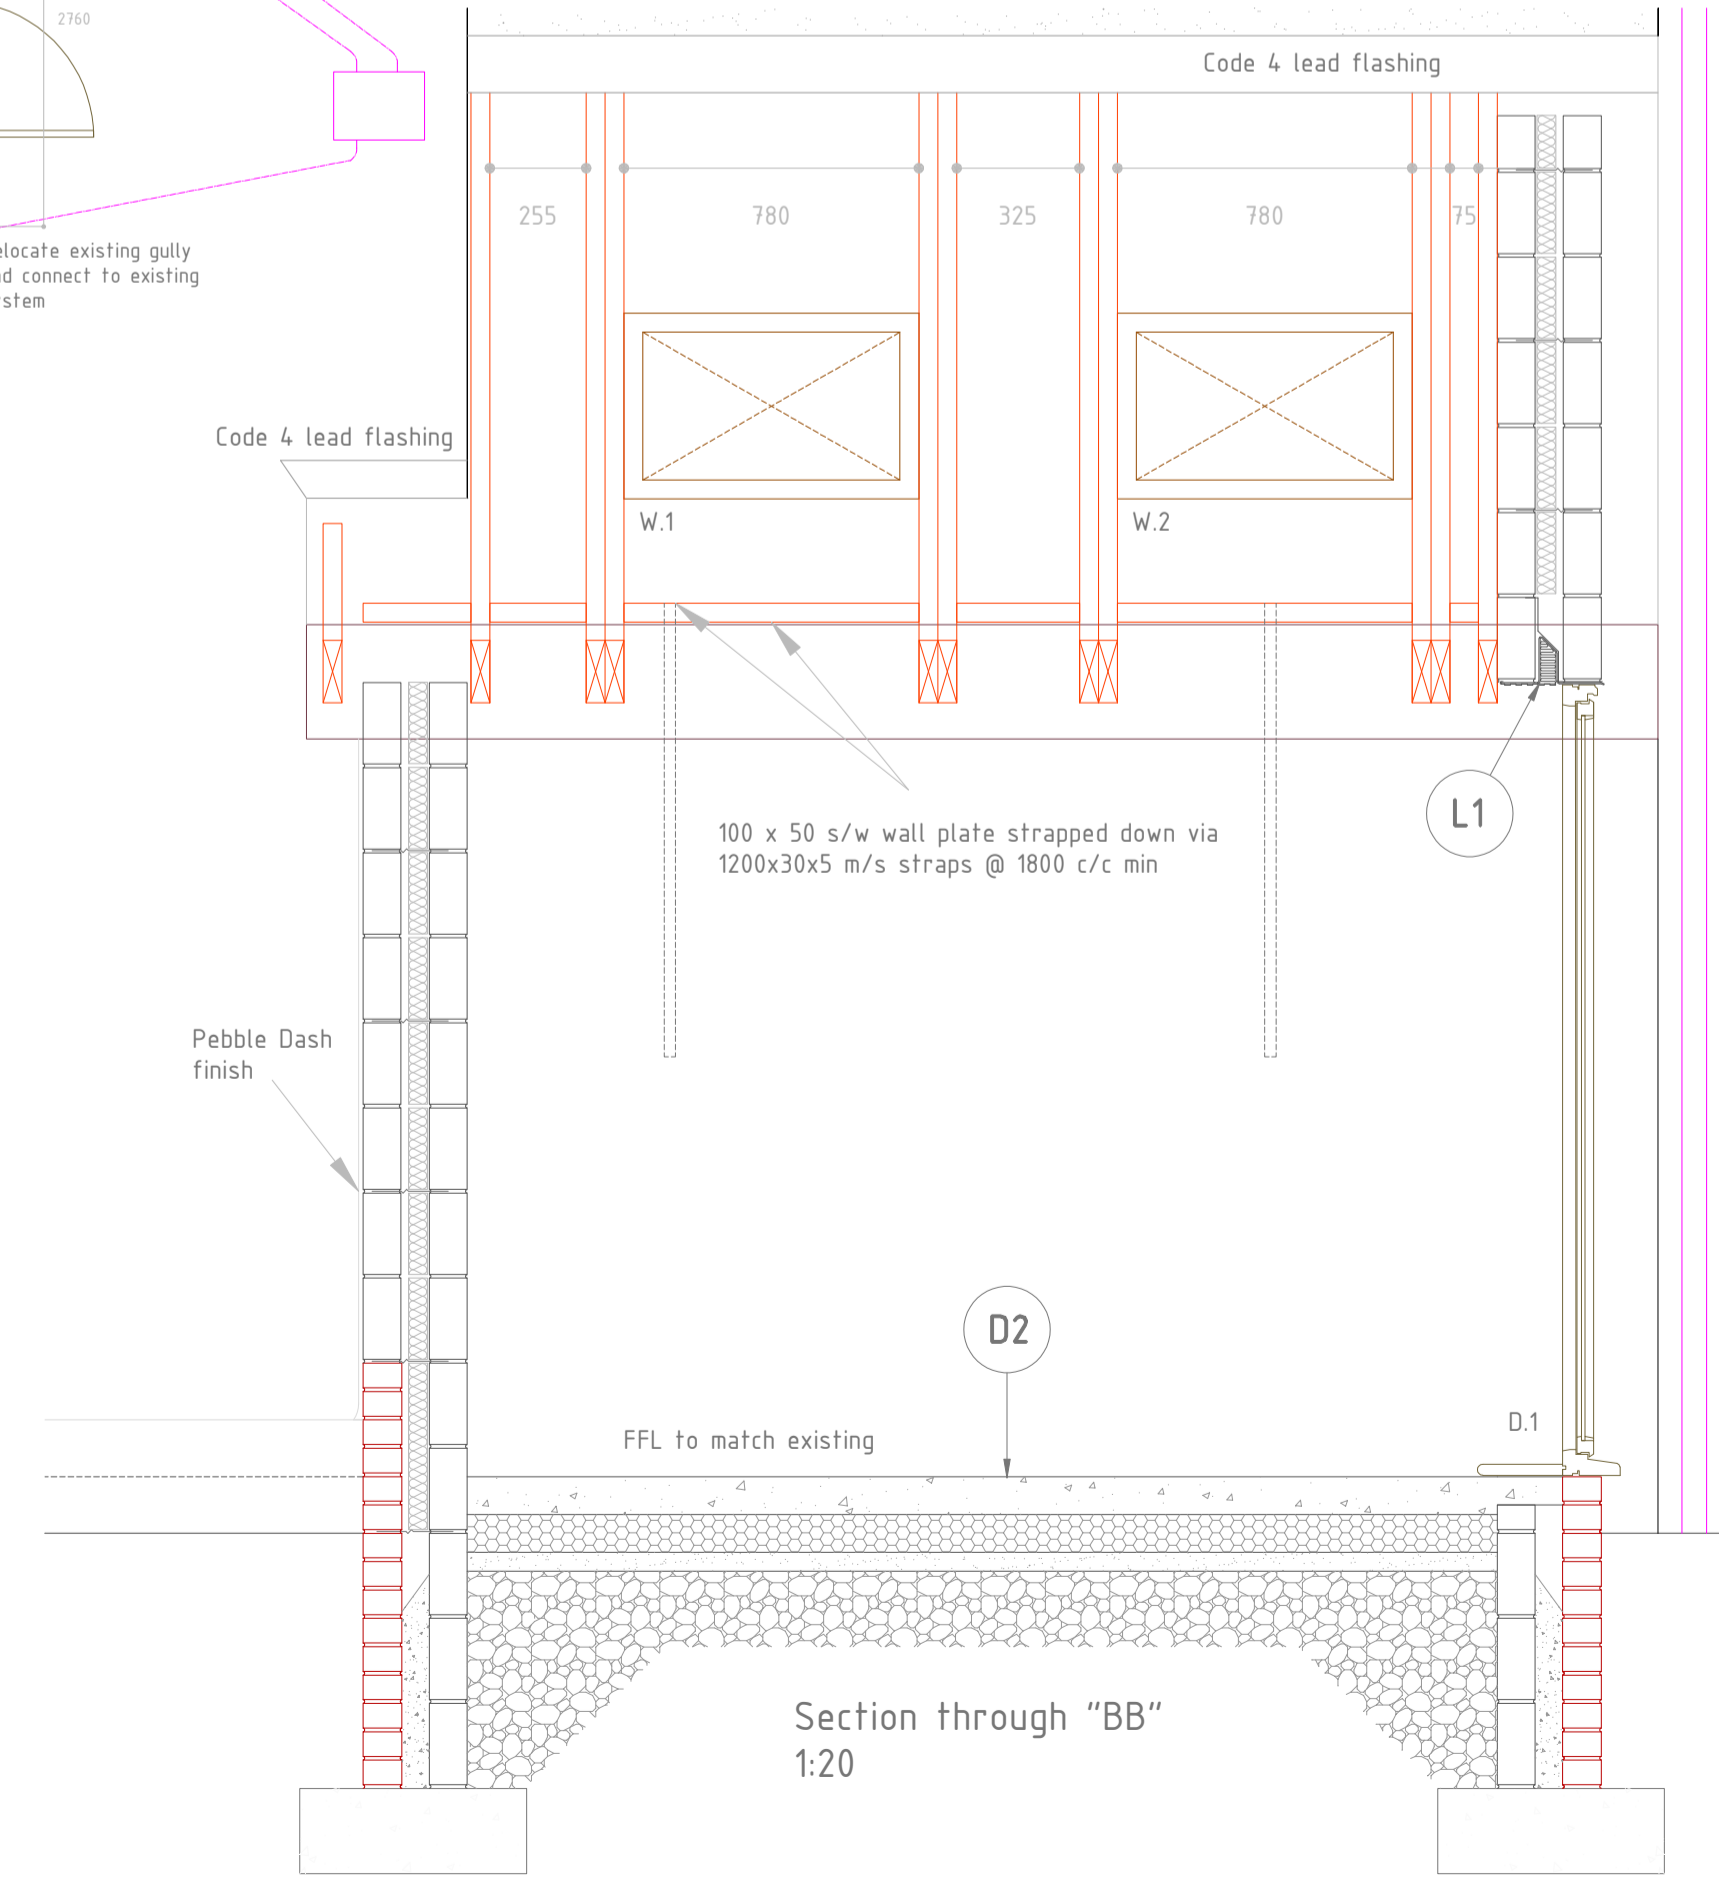 2760
Code 4 lead flashing
255
780
325
780
75
elocate existing gully
nd connect to existing
stem
Code 4 lead flashing
W.1
W.2
L1
100 x 50 s/w wall plate strapped down via
1200x30x5 m/s straps @ 1800 c/c min
Pebble Dash
finish
D2
D.1
FFL to match existing
Section through "BB"
1:20